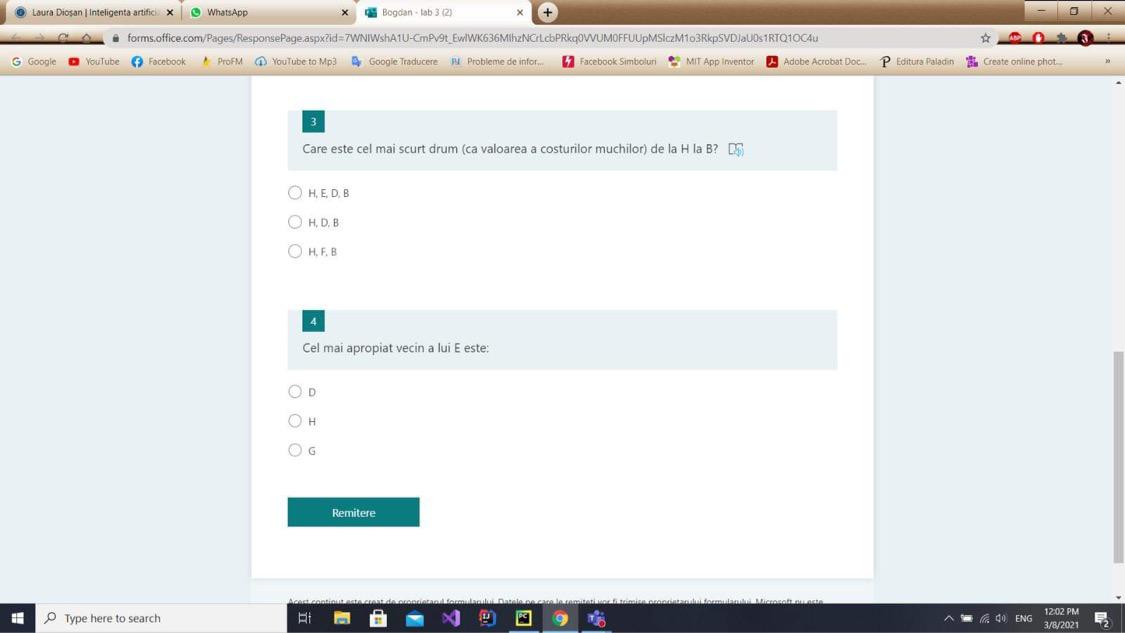 Laura Dioșan | Inteligenta artifici
WhatsApp
Bogdan - lab 3 (2)
forms.office.com/Pages/ResponsePage.aspx?id=7WNIWshA1U-CmPv9t_EwIWK636MIhzNCrLcbPRkq0VVUM0FFUUpMSlczM1o3RkpSVDJaU0s1RTQ1OC4u
ABP
Google
YouTube
Facebook
ProFM
YouTube to Mp3
Google Traducere
Probleme de infor...
Facebook Simboluri
MIT App Inventor
Adobe Acrobat Doc...
Editura Paladin
Create online phot...
»
3
Care este cel mai scurt drum (ca valoarea a costurilor muchilor) de la H la B?
H, E, D, B
H, D, B
H, F, B
4
Cel mai apropiat vecin a lui E este:
D
H
G
Remitere
Acest conținut este creat de proprietarul formularului. Datele pe care le remiteți vor fi trimise proprietarului formularului. Microsoft nu este
Type here to search
PC
ENG
12:02 PM
3/8/2021
2